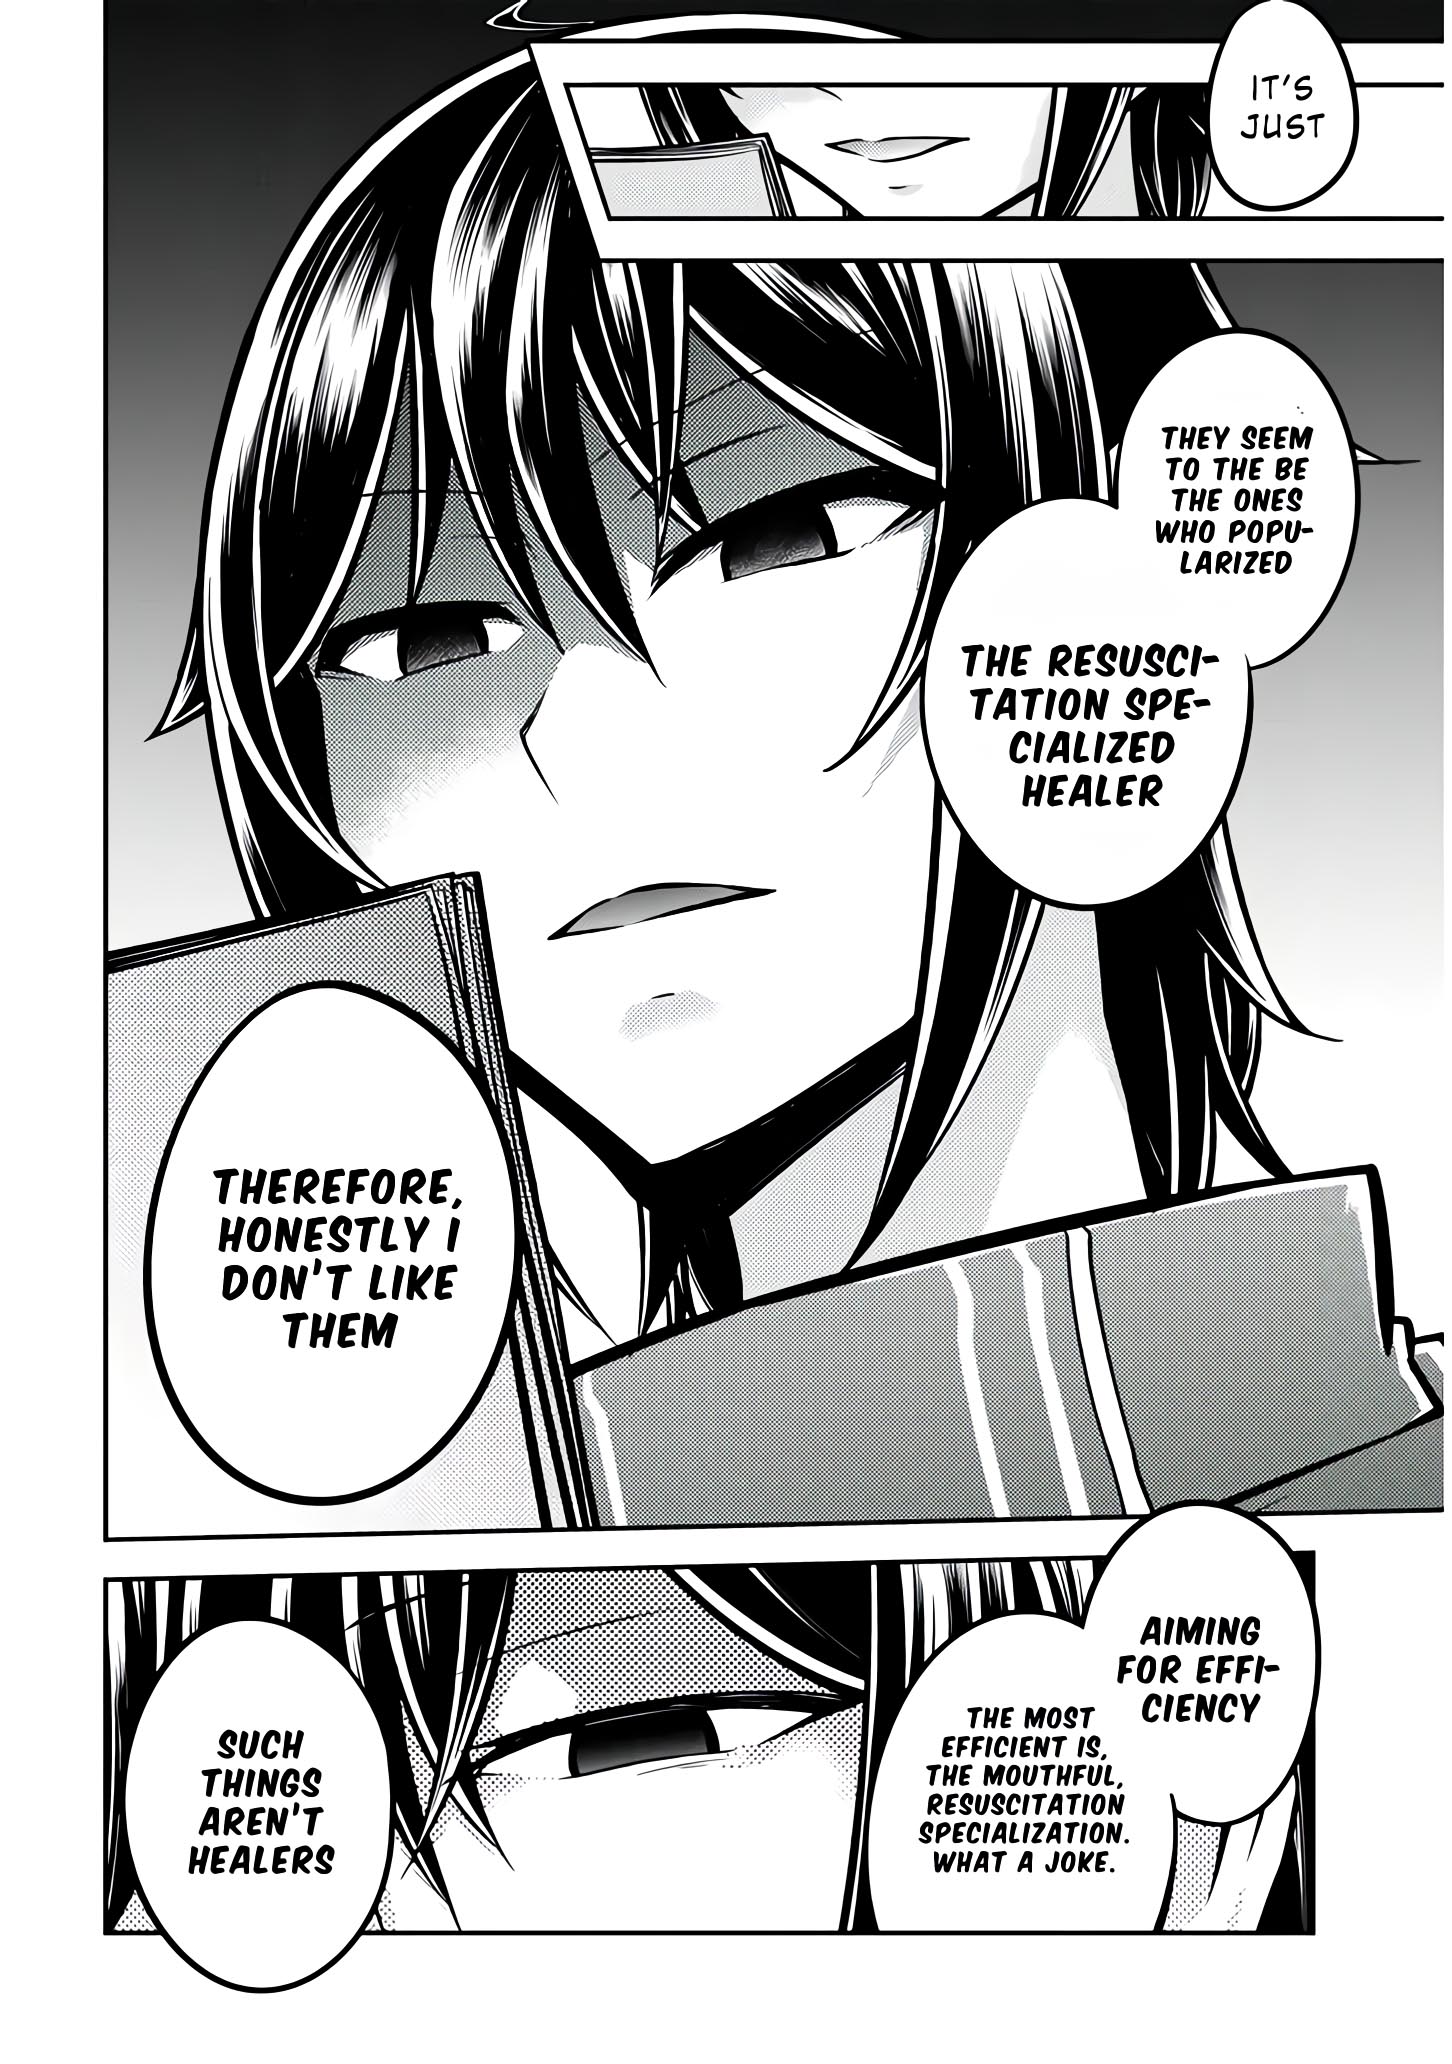 IT'S
JUST
THEY SEEM
TO THE BE
THE ONES
WHO POPU-
LARIZED
THE RESUSCI-
TATION SPE-
CIALIZED
HEALER
THEREFORE,
HONESTLY I
DON'T LIKE
THEM
AIMING
FOR EFFI-
CIENCY
THE MOST
EFFICIENT IS,
THE MOUTHFUL,
RESUSCITATION
SPECIALIZATION.
WHAT A JOKE.
SUCH
THINGS
AREN'T
HEALERS